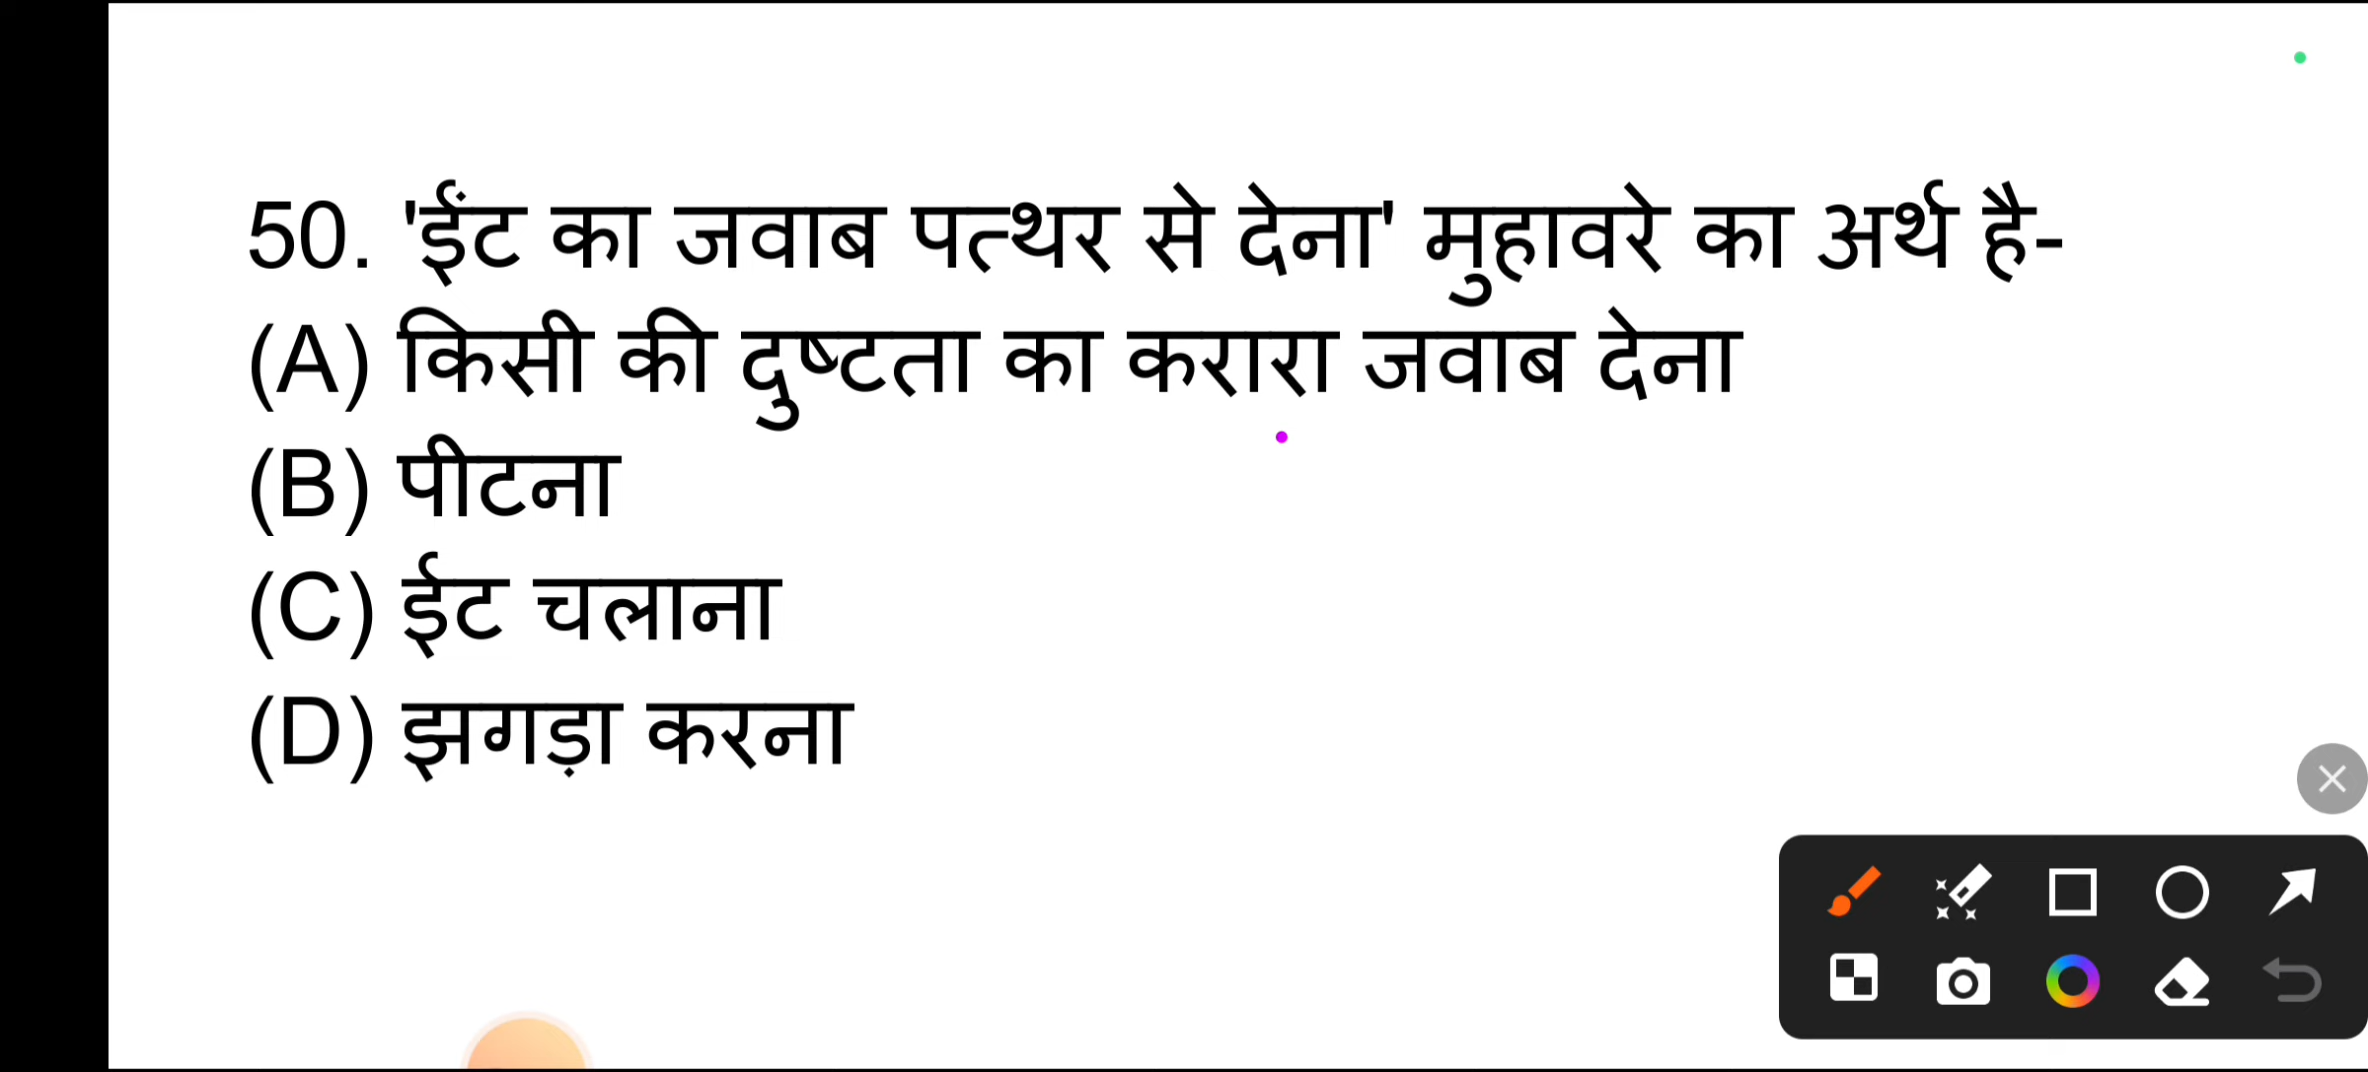 50. 'ईंट का जवाब पत्थर से देना' मुहावरे का अर्थ है-
(A) किसी की दुष्टता का करारा जवाब देना
(B) पीटना
(C) ईट चलाना
(D) झगड़ा करना